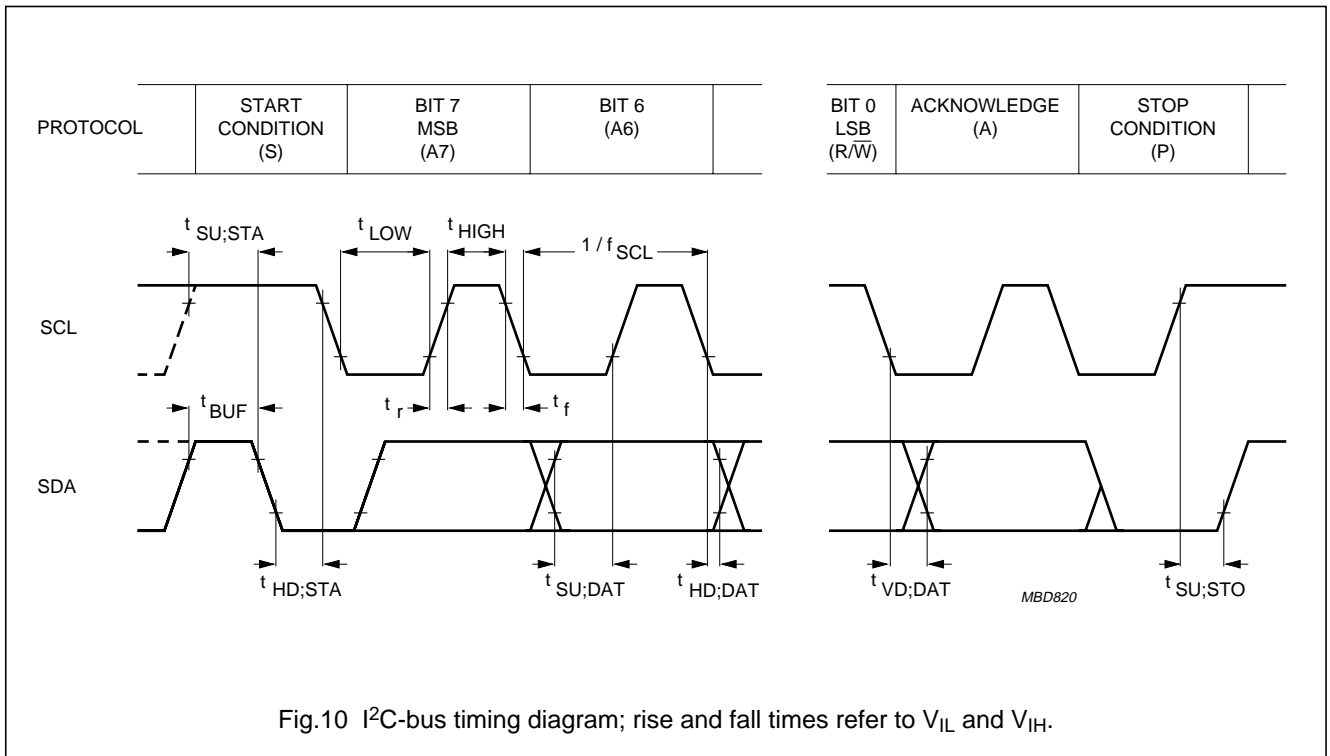 PROTOCOL
START
CONDITION
(S)
BIT 7
MSB
(A7)
BIT 6
(A6)
BIT 0
LSB
(R/W̅)
ACKNOWLEDGE
(A)
STOP
CONDITION
(P)
t SU;STA
t LOW
t HIGH
1 / f SCL
SCL
t BUF
t r
t f
SDA
t HD;STA
t SU;DAT
t HD;DAT
t VD;DAT
MBD820
t SU;STO
Fig.10 I²C-bus timing diagram; rise and fall times refer to VIL and VIH.